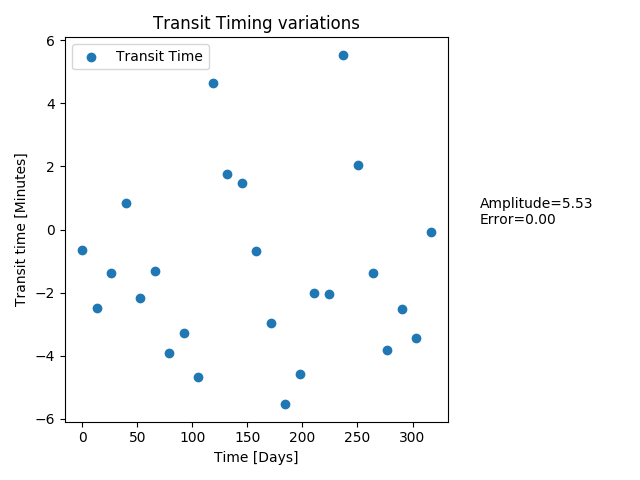 Transit Timing variations
Transit Time
Transit time [Minutes]
6
4
2
0
−2
−4
−6
0
50
100
150
200
250
300
Time [Days]
Amplitude=5.53
Error=0.00